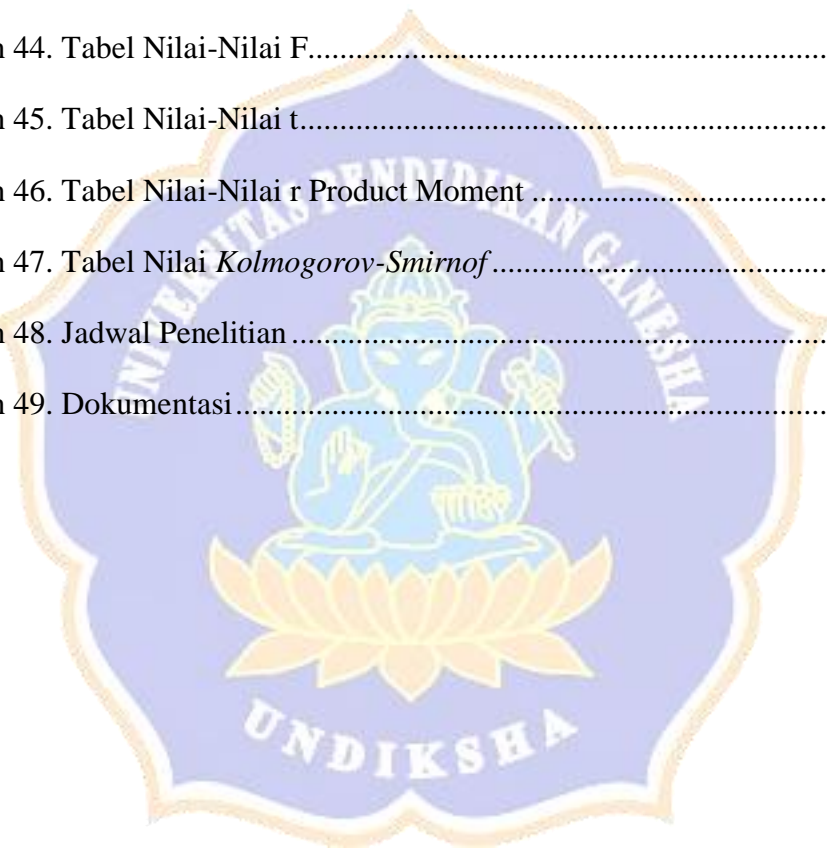 n 44. Tabel Nilai-Nilai F.......................................................................
n 45. Tabel Nilai-Nilai t........................................................................
n 46. Tabel Nilai-Nilai r Product Moment ........................................
n 47. Tabel Nilai Kolmogorov-Smirnof..............................................
n 48. Jadwal Penelitian ........................................................................
n 49. Dokumentasi................................................................................
UNIVERSITAS PENDIDIKAN GANESHA
UNDIKSHA